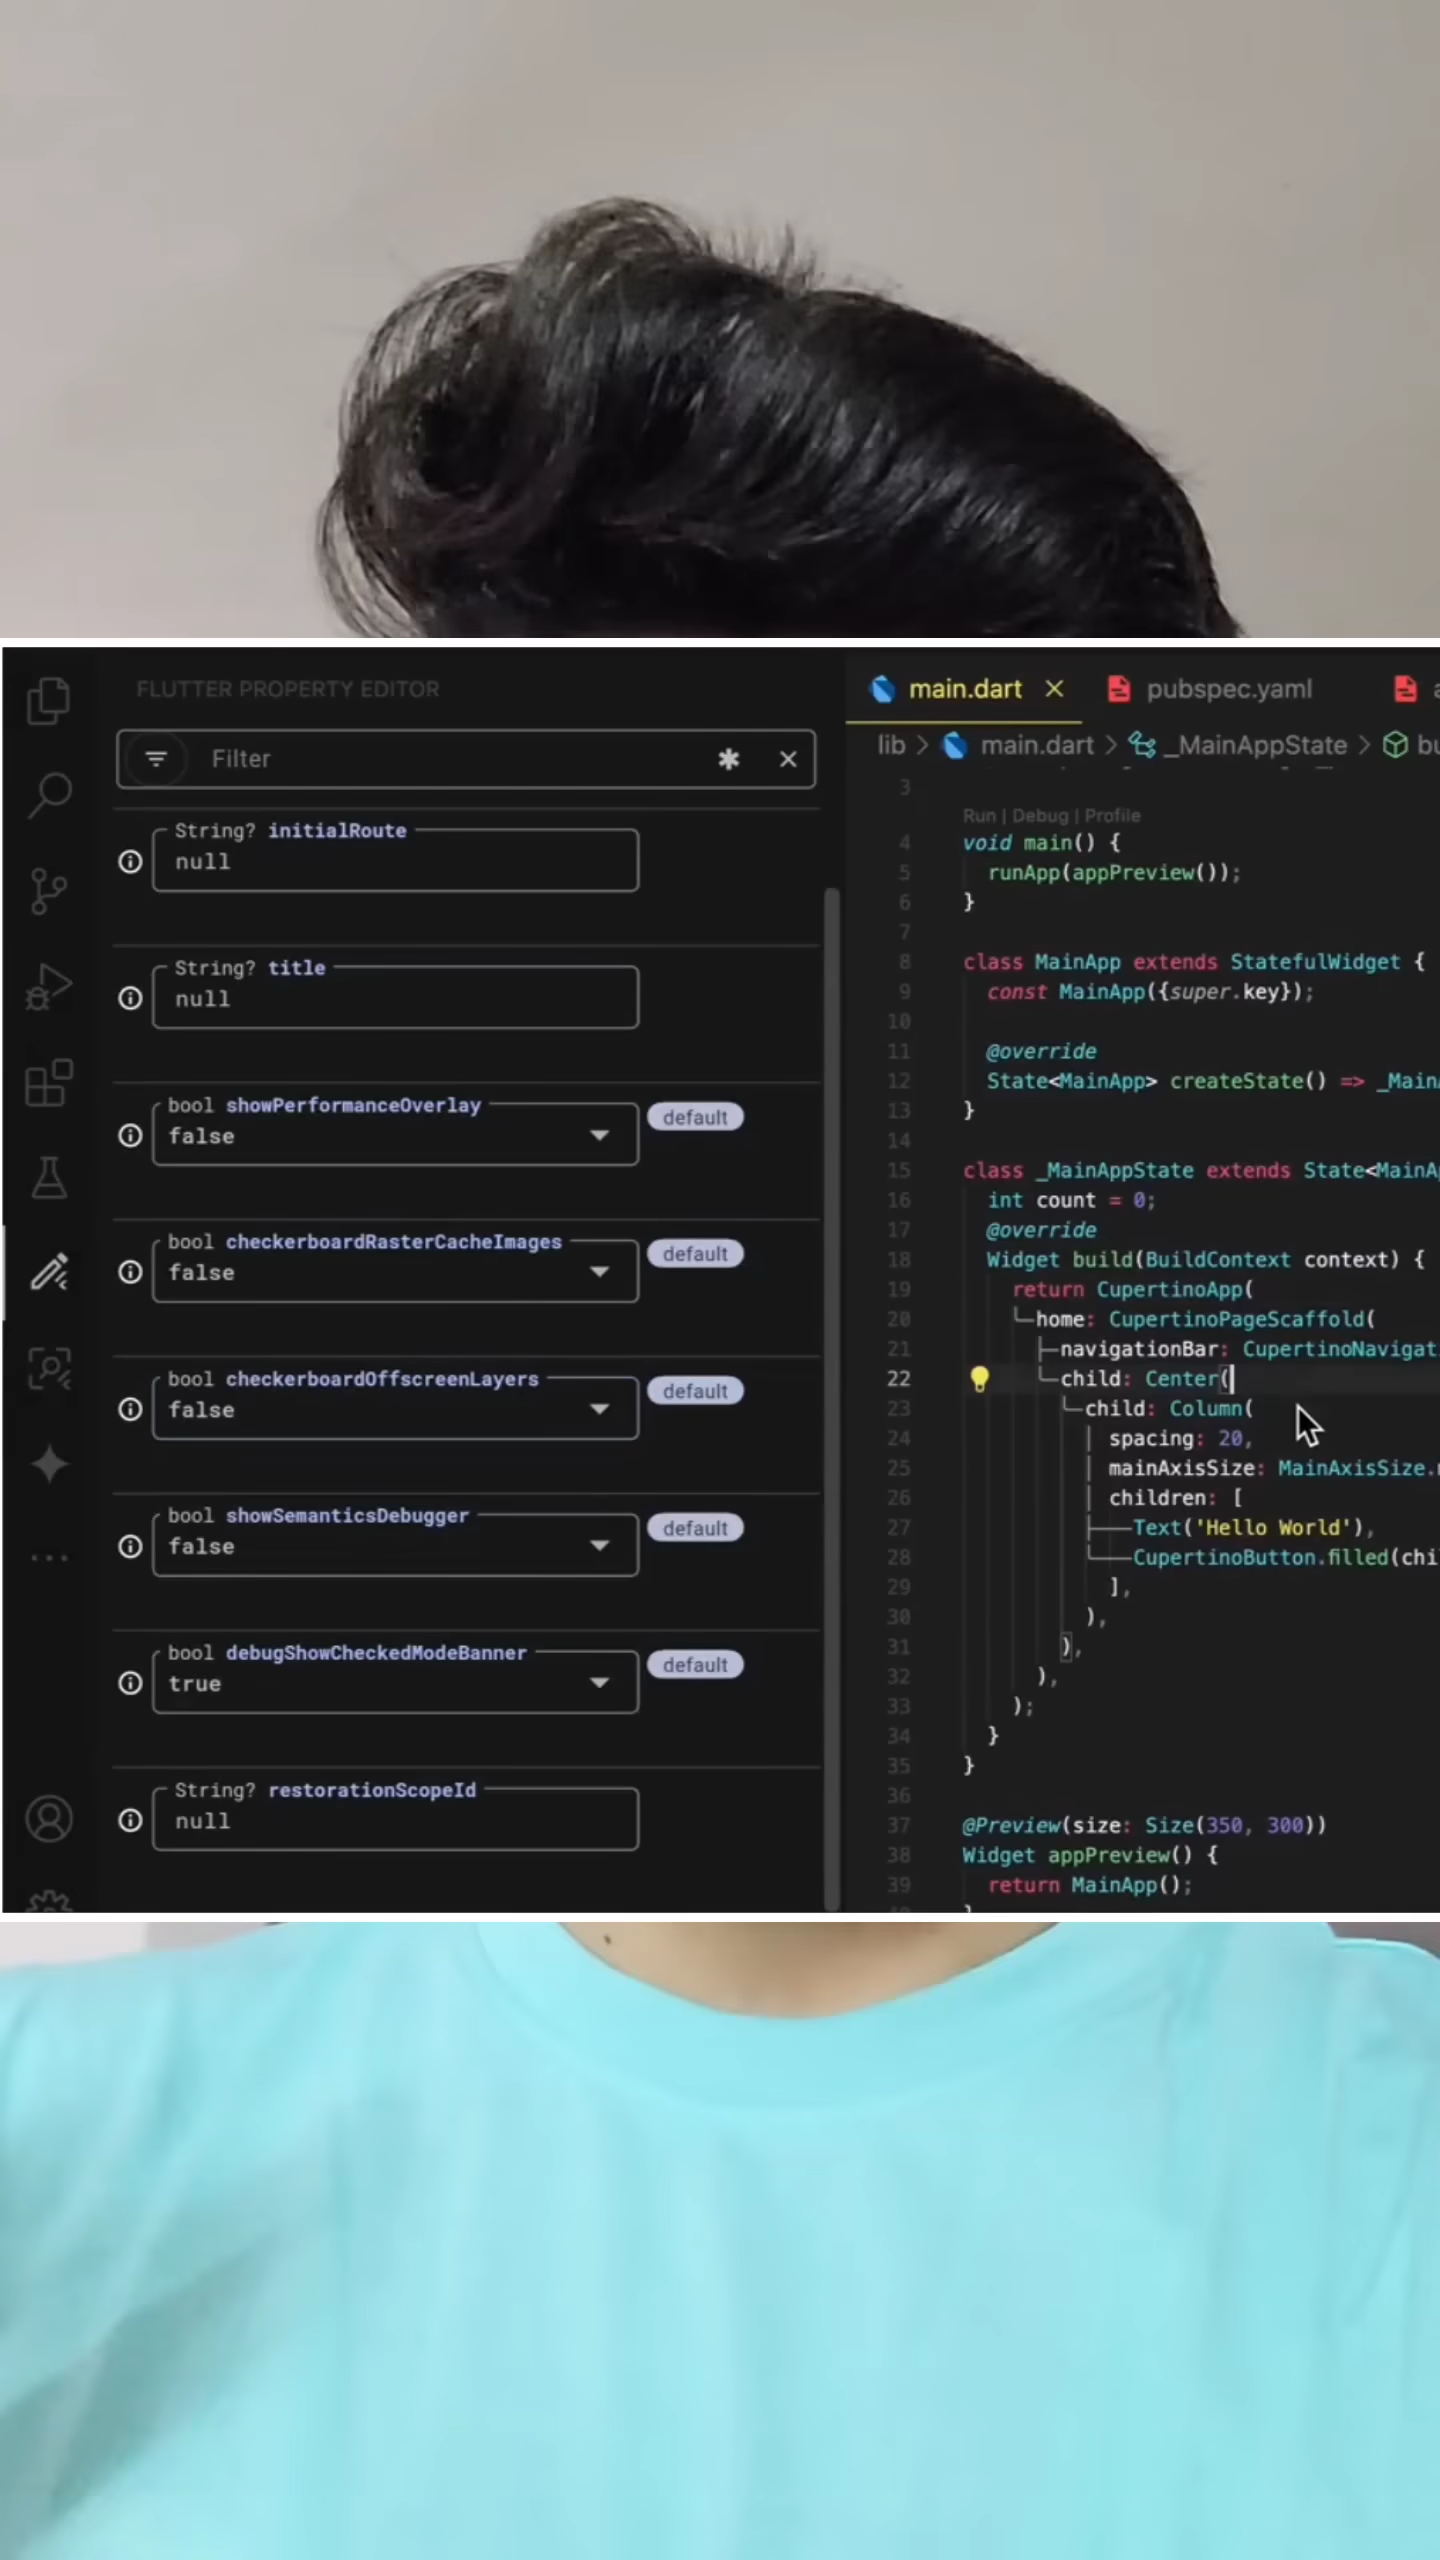 FLUTTER PROPERTY EDITOR
Filter
String? initialRoute
null
String? title
null
bool showPerformanceOverlay
false
default
bool checkerboardRasterCacheImages
false
default
bool checkerboardOffscreenLayers
false
default
bool showSemanticsDebugger
false
default
bool debugShowCheckedModeBanner
true
default
String? restorationScopeId
null
main.dart
pubspec.yaml
lib > main.dart > _MainAppState >
3
Run | Debug | Profile
4 void main() {
5 runApp(appPreview());
6 }
7
8 class MainApp extends StatefulWidget {
9 const MainApp({super.key});
10
11 @override
12 State<MainApp> createState() =>
13 }
14
15 class _MainAppState extends
16 int count = 0;
17 @override
18 Widget build(BuildContext context) {
19 return CupertinoApp(
20 home: CupertinoPageScaffold(
21 navigationBar:
22 child: Center(
23 child: Column(
24 spacing: 20,
25 mainAxisSize:
26 children: [
27 Text('Hello World'),
28 CupertinoButton.filled(
29 ],
30 ),
31 ),
32 ),
33 );
34 }
35 }
36
37 @Preview(size: Size(350, 300))
38 Widget appPreview() {
39 return MainApp();